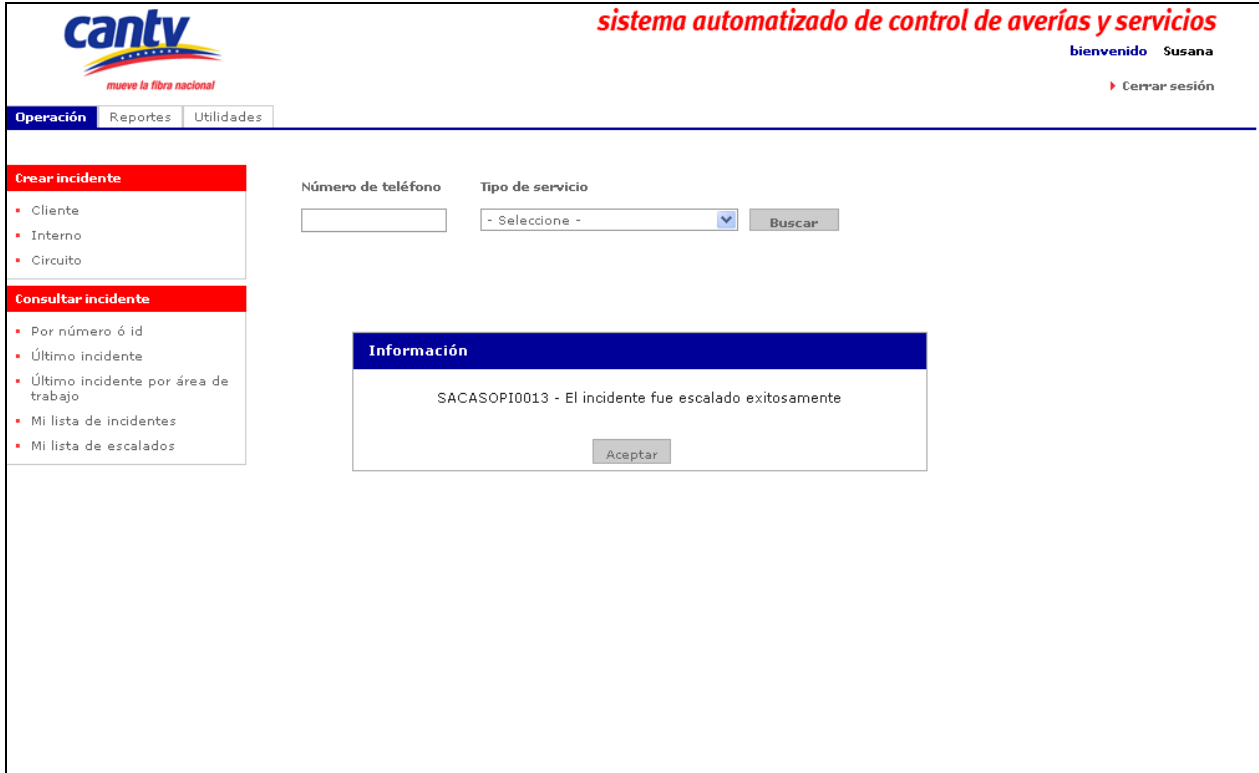 cantv
mueve la fibra nacional
sistema automatizado de control de averías y servicios
bienvenido Susana
Cerrar sesión
Operación Reportes Utilidades
Crear incidente
Cliente
Interno
Circuito
Consultar incidente
Por número ó id
Último incidente
Último incidente por área de
trabajo
Mi lista de incidentes
Mi lista de escalados
Número de teléfono Tipo de servicio
- Seleccione - Buscar
Información
SACASOPI0013 - El incidente fue escalado exitosamente
Aceptar